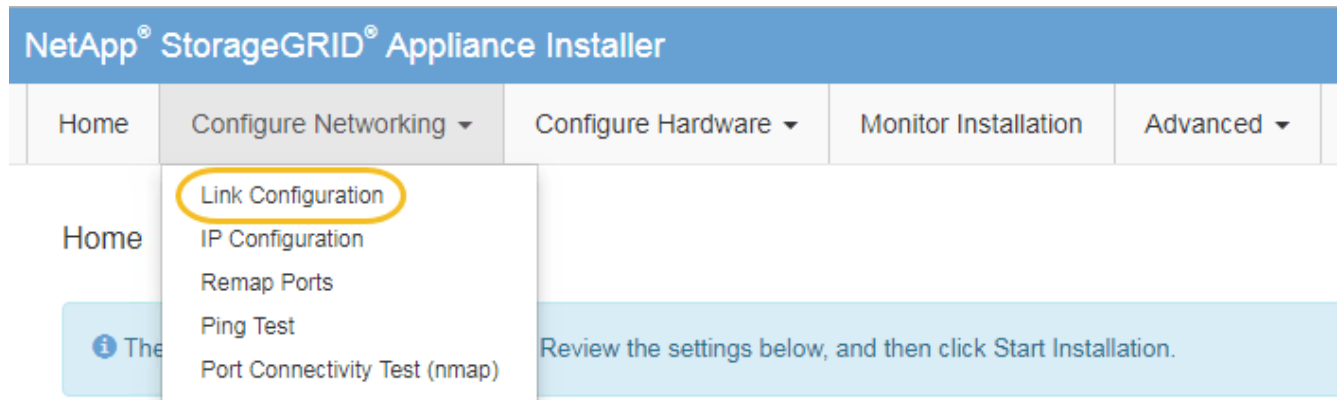 NetApp® StorageGRID® Appliance Installer
Home Configure Networking Configure Hardware Monitor Installation Advanced
Link Configuration
Home
IP Configuration
Remap Ports
Ping Test
The Review the settings below, and then click Start Installation.
Port Connectivity Test (nmap)